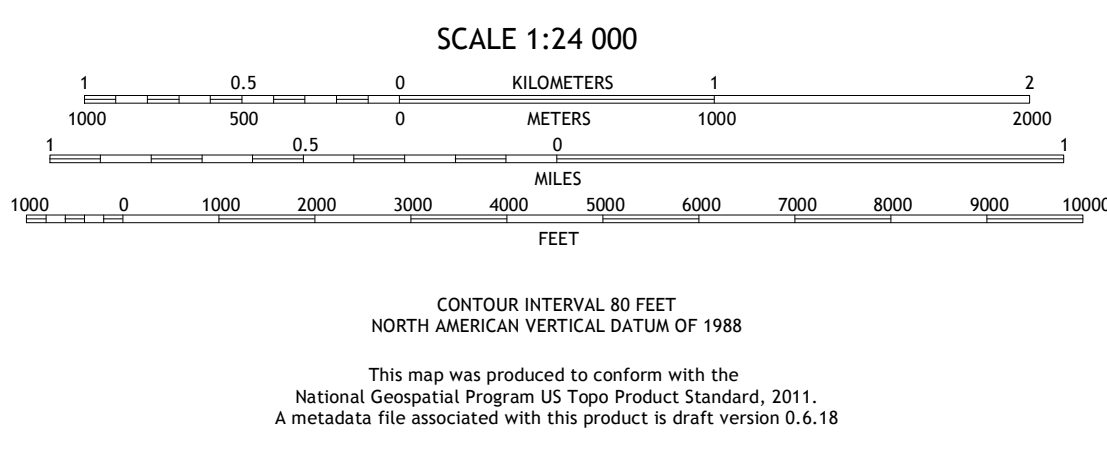 SCALE 1:24 000
1 0.5 0 KILOMETERS 1 2
1000 500 0 METERS 1000 2000
1 0.5 0 1
MILES
1000 0 1000 2000 3000 4000 5000 6000 7000 8000 9000 10000
FEET
CONTOUR INTERVAL 80 FEET
NORTH AMERICAN VERTICAL DATUM OF 1988
This map was produced to conform with the
National Geospatial Program US Topo Product Standard, 2011.
A metadata file associated with this product is draft version 0.6.18